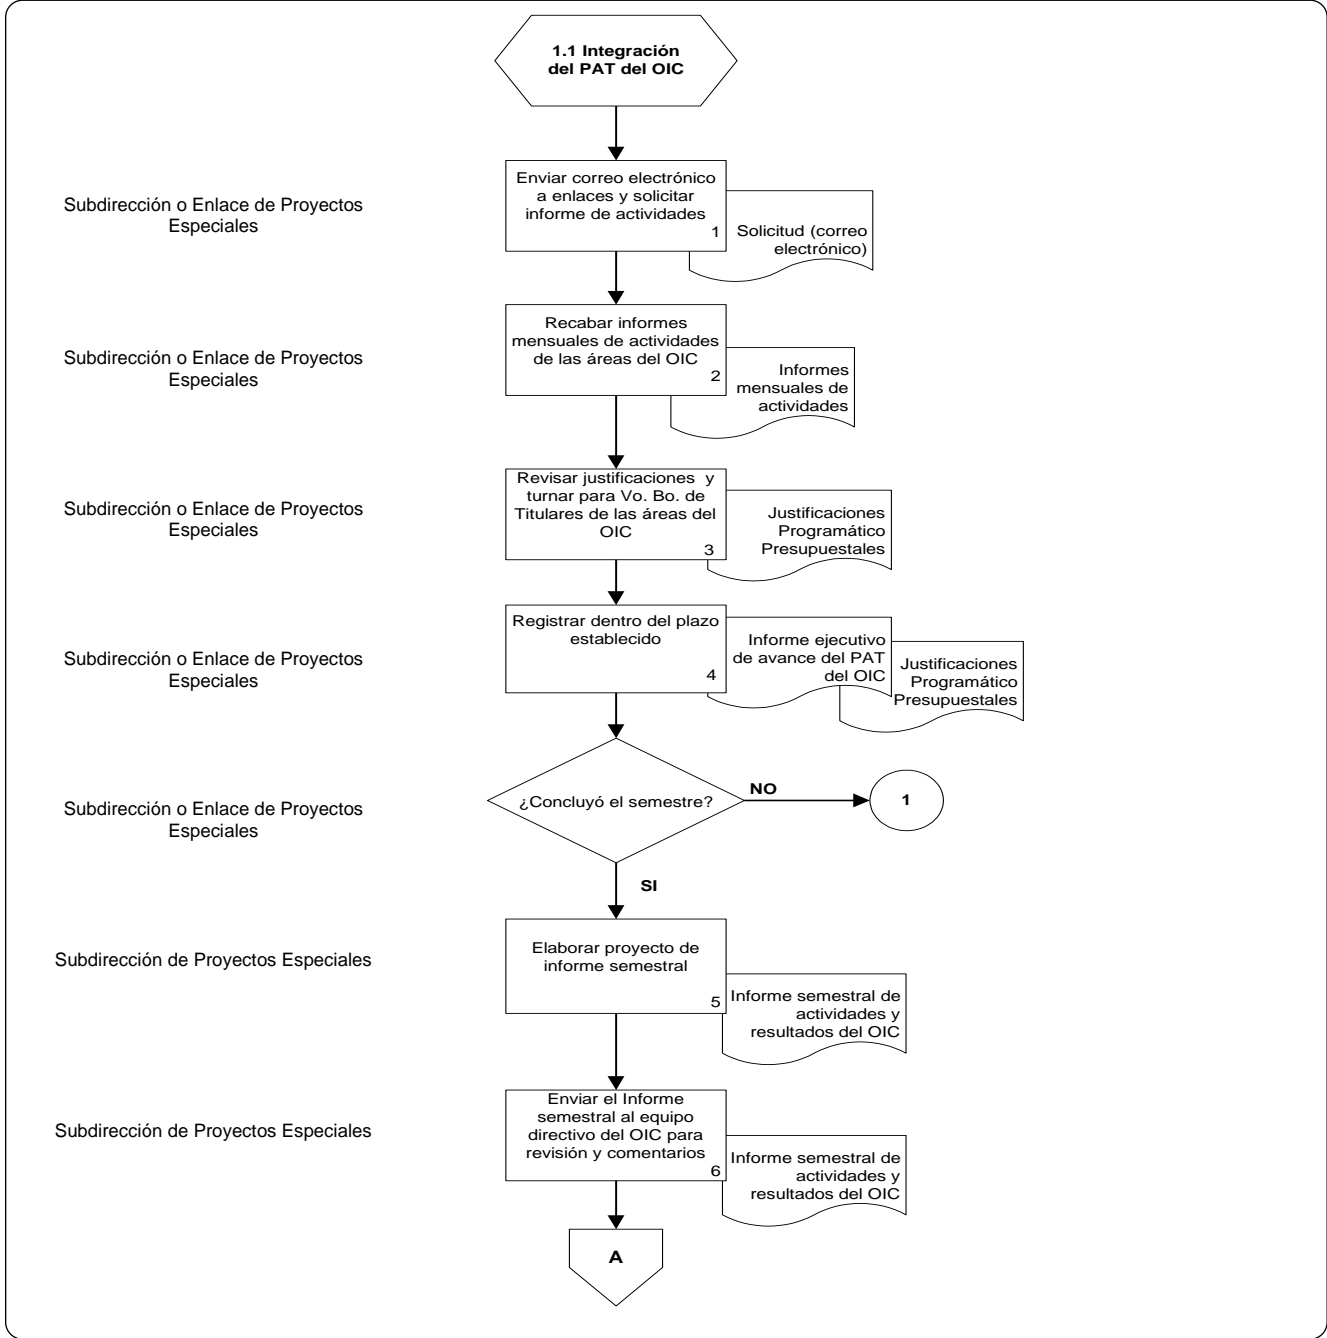 1.1 Integración
del PAT del OIC
Subdirección o Enlace de Proyectos
Especiales
Enviar correo electrónico
a enlaces y solicitar
informe de actividades
1
Solicitud (correo
electrónico)
Subdirección o Enlace de Proyectos
Especiales
Recabar informes
mensuales de actividades
de las áreas del OIC
2
Informes
mensuales de
actividades
Subdirección o Enlace de Proyectos
Especiales
Revisar justificaciones y
turnar para Vo. Bo. de
Titulares de las áreas del
OIC
3
Justificaciones
Programático
Presupuestales
Subdirección o Enlace de Proyectos
Especiales
Registrar dentro del plazo
establecido
4
Informe ejecutivo
de avance del PAT
del OIC
Justificaciones
Programático
Presupuestales
Subdirección o Enlace de Proyectos
Especiales
¿Concluyó el semestre?
NO
1
SI
Subdirección de Proyectos Especiales
Elaborar proyecto de
informe semestral
5
Informe semestral de
actividades y
resultados del OIC
Subdirección de Proyectos Especiales
Enviar el Informe
semestral al equipo
directivo del OIC para
revisión y comentarios
6
Informe semestral de
actividades y
resultados del OIC
A